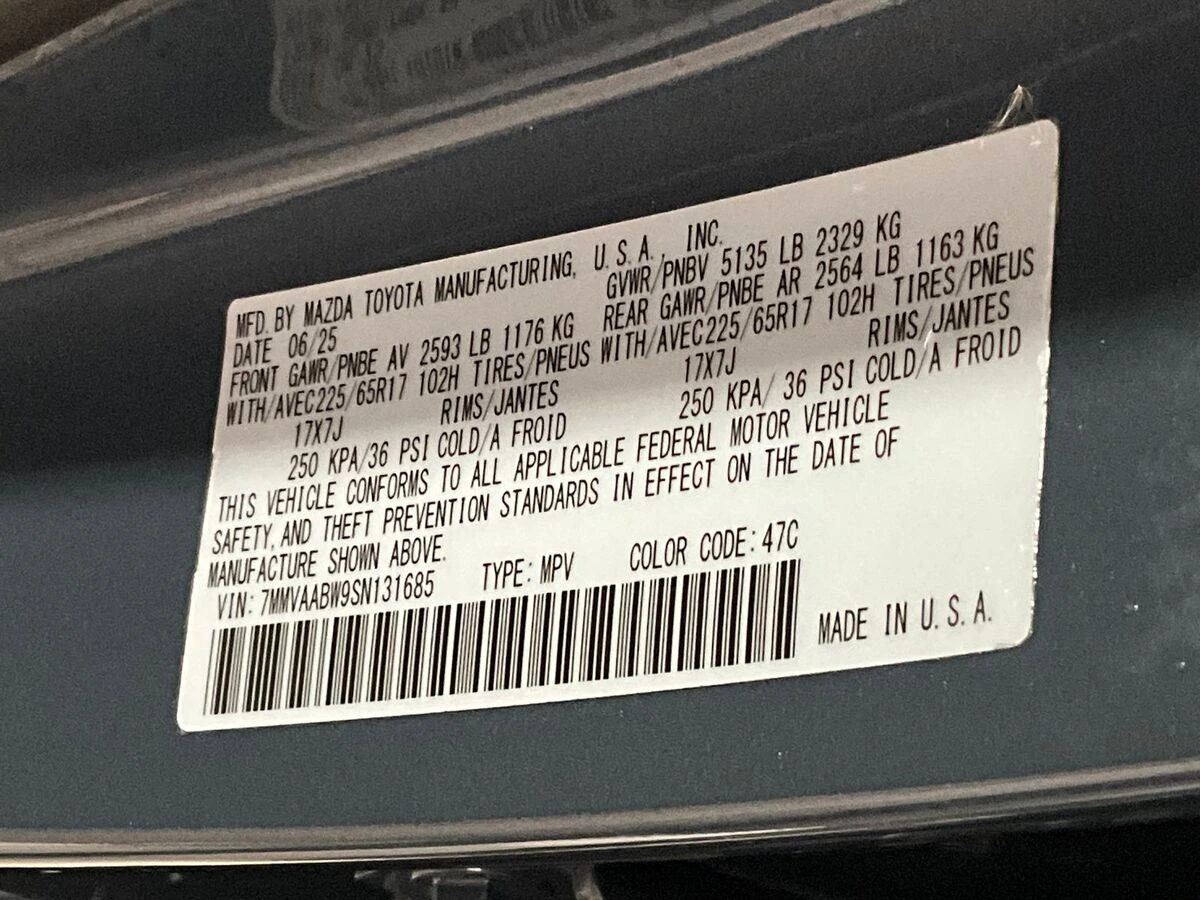 MFD. BY MAZDA TOYOTA MANUFACTURING, U.S.A., INC.
DATE 06/25 GVWR/PNBV 5135 LB 2329 KG
FRONT GAWR/PNBE AV 2593 LB 1176 KG REAR GAWR/PNBE AR 2564 LB 1163 KG
WITH/AVEC225/65R17 102H TIRES/PNEUS WITH/AVEC225/65R17 102H TIRES/PNEUS
17X7J RIMS/JANTES 17X7J RIMS/JANTES
250 KPA/36 PSI COLD/A FROID 250 KPA/ 36 PSI COLD/A FROID
THIS VEHICLE CONFORMS TO ALL APPLICABLE FEDERAL MOTOR VEHICLE
SAFETY, AND THEFT PREVENTION STANDARDS IN EFFECT ON THE DATE OF
MANUFACTURE SHOWN ABOVE.
VIN: 7MMVAABW9SN131685 TYPE: MPV COLOR CODE: 47C
MADE IN U.S.A.